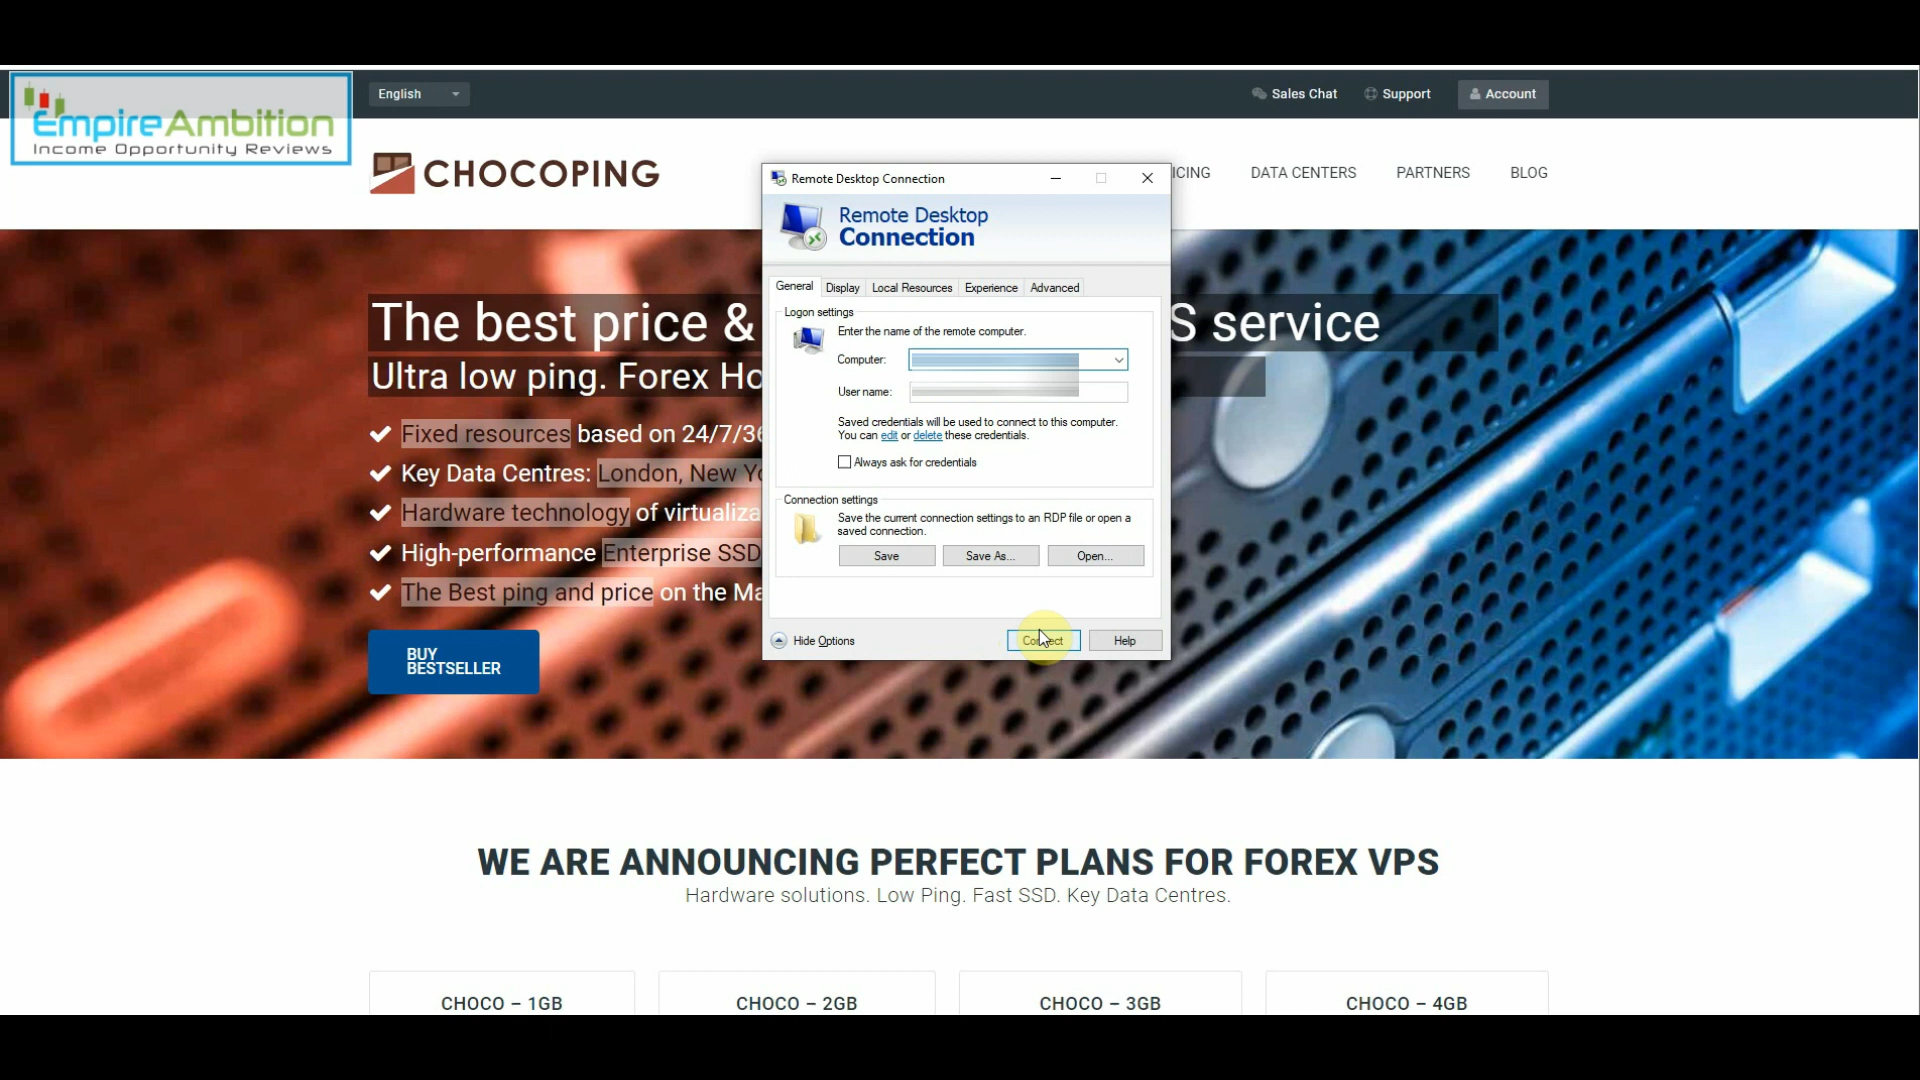 EmpireAmbition
Income Opportunity Reviews
English
Sales Chat
Support
Account
CHOCOPING
ICING
DATA CENTERS
PARTNERS
BLOG
The best price &
S service
Ultra low ping. Forex Ho
Fixed resources based on 24/7/36
Key Data Centres: London, New Yo
Hardware technology of virtualiza
High-performance Enterprise SSD
The Best ping and price on the Ma
BUY
BESTSELLER
Remote Desktop Connection
Remote Desktop
Connection
General
Display
Local Resources
Experience
Advanced
Logon settings
Enter the name of the remote computer.
Computer:
User name:
Saved credentials will be used to connect to this computer.
You can edit or delete these credentials.
Always ask for credentials
Connection settings
Save the current connection settings to an RDP file or open a
saved connection.
Save
Save As...
Open...
Hide Options
Connect
Help
WE ARE ANNOUNCING PERFECT PLANS FOR FOREX VPS
Hardware solutions. Low Ping. Fast SSD. Key Data Centres.
CHOCO – 1GB
CHOCO – 2GB
CHOCO – 3GB
CHOCO – 4GB